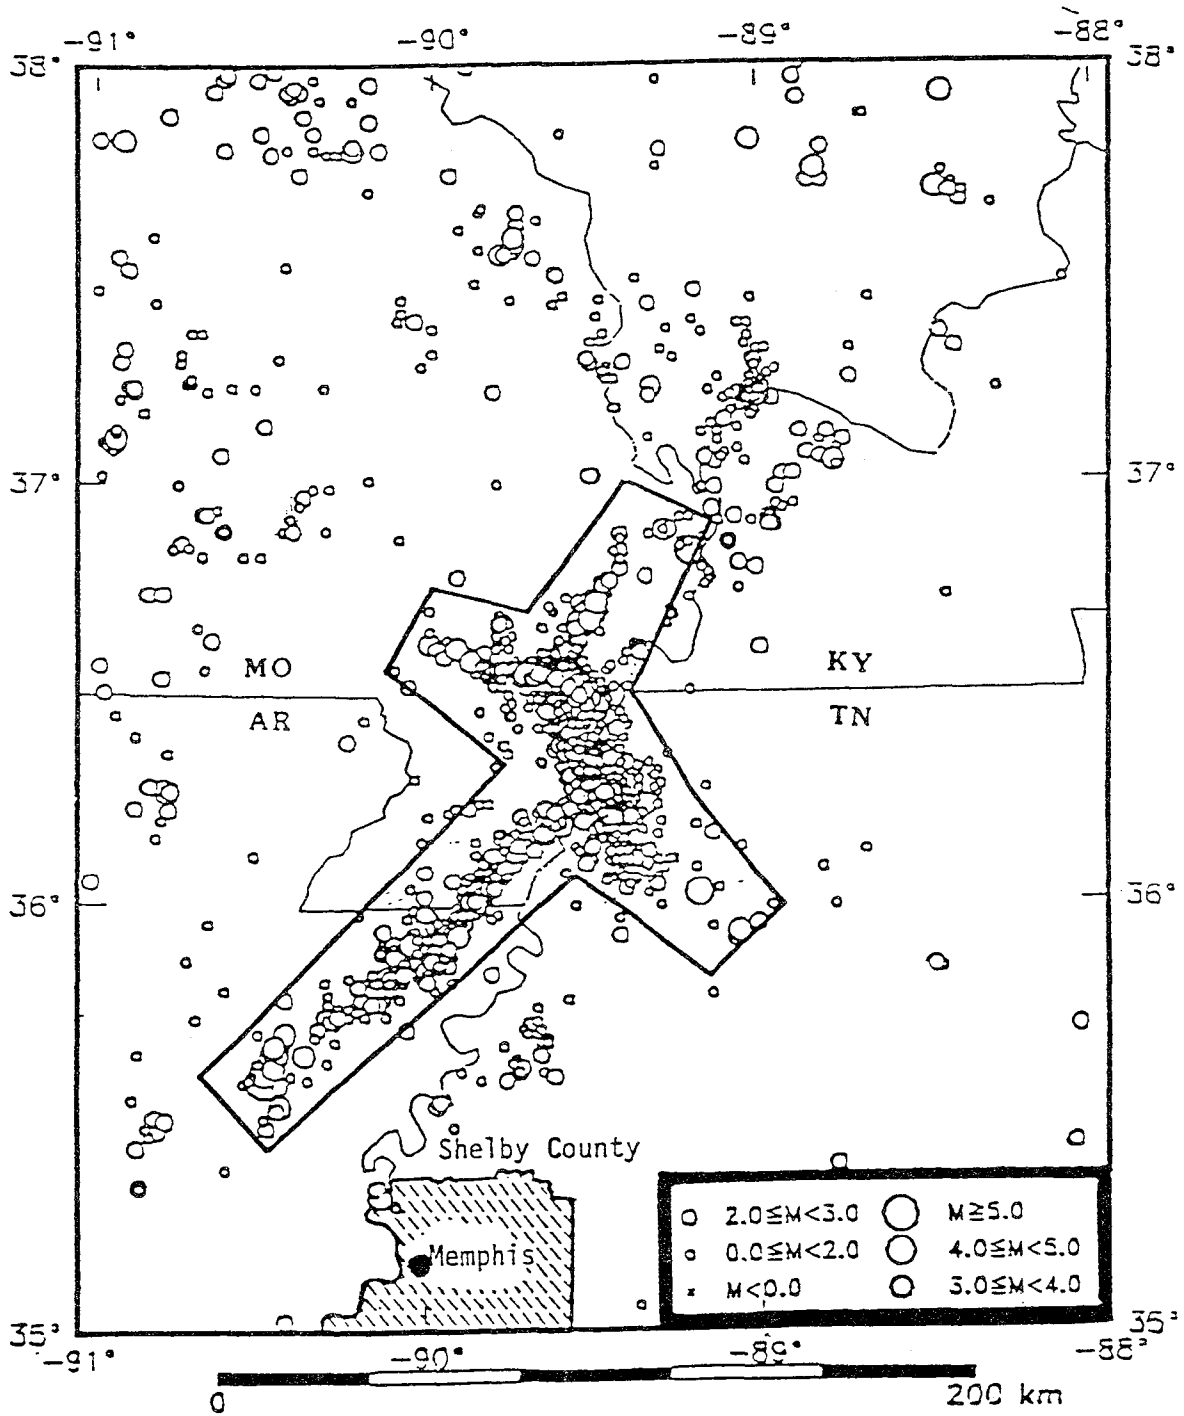 -91° -90° -89° -88°
38° 38°
37° 37°
MO KY
AR TN
36° 36°
Shelby County
2.0≦M<3.0 M≧5.0
Memphis 0.0≦M<2.0 4.0≦M<5.0
M<0.0 3.0≦M<4.0
35° 35°
-91° -90° -89° -88°
0 200 km